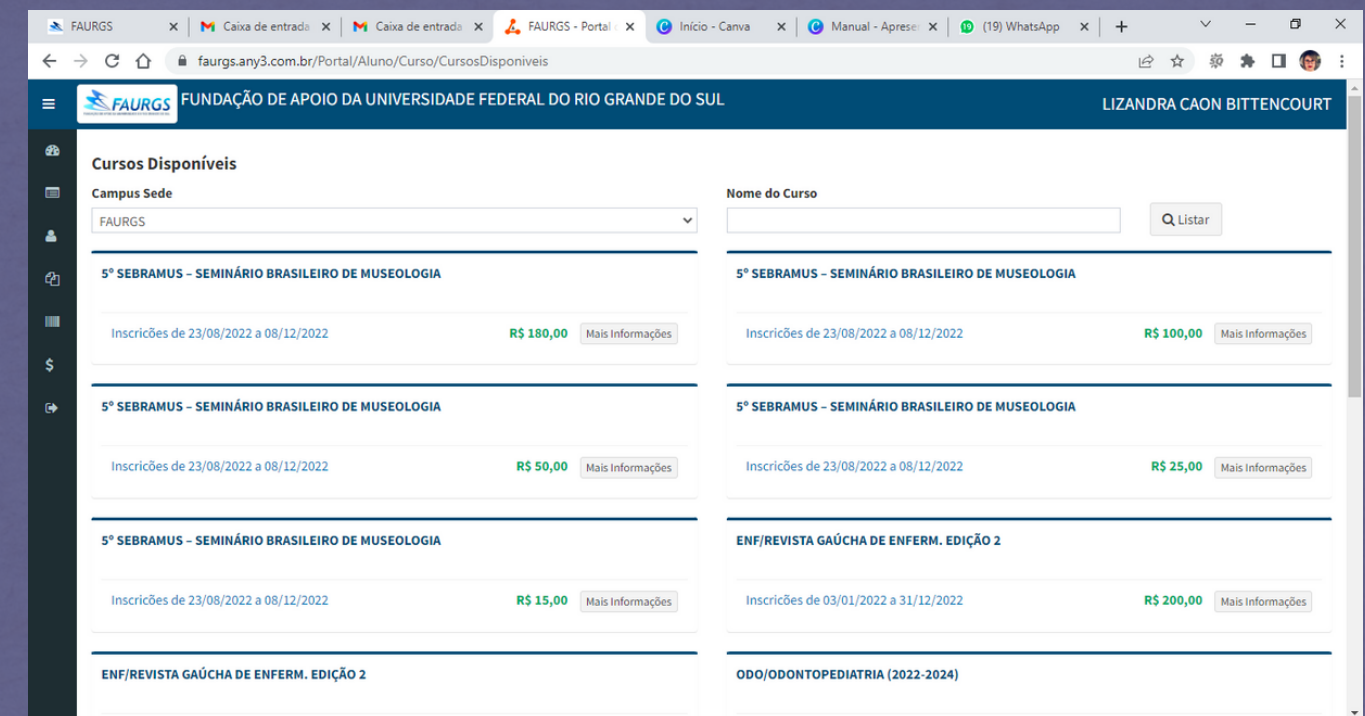 FAURGS
Caixa de entrada
Caixa de entrada
FAURGS - Portal
Início - Canva
Manual - Aprese
(19) WhatsApp
faurgs.any3.com.br/Portal/Aluno/Curso/CursosDisponiveis
FAURGS FUNDAÇÃO DE APOIO DA UNIVERSIDADE FEDERAL DO RIO GRANDE DO SUL LIZANDRA CAON BITTENCOURT
Cursos Disponíveis
Campus Sede
FAURGS
Nome do Curso
Listar
5º SEBRAMUS – SEMINÁRIO BRASILEIRO DE MUSEOLOGIA
Inscricões de 23/08/2022 a 08/12/2022 R$ 180,00 Mais Informações
5º SEBRAMUS – SEMINÁRIO BRASILEIRO DE MUSEOLOGIA
Inscricões de 23/08/2022 a 08/12/2022 R$ 100,00 Mais Informações
5º SEBRAMUS – SEMINÁRIO BRASILEIRO DE MUSEOLOGIA
Inscricões de 23/08/2022 a 08/12/2022 R$ 50,00 Mais Informações
5º SEBRAMUS – SEMINÁRIO BRASILEIRO DE MUSEOLOGIA
Inscricões de 23/08/2022 a 08/12/2022 R$ 25,00 Mais Informações
5º SEBRAMUS – SEMINÁRIO BRASILEIRO DE MUSEOLOGIA
Inscricões de 23/08/2022 a 08/12/2022 R$ 15,00 Mais Informações
ENF/REVISTA GAÚCHA DE ENFERM. EDIÇÃO 2
Inscricões de 03/01/2022 a 31/12/2022 R$ 200,00 Mais Informações
ENF/REVISTA GAÚCHA DE ENFERM. EDIÇÃO 2
ODO/ODONTOPEDIATRIA (2022-2024)